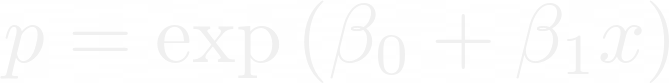 p = exp (β₀ + β₁x)